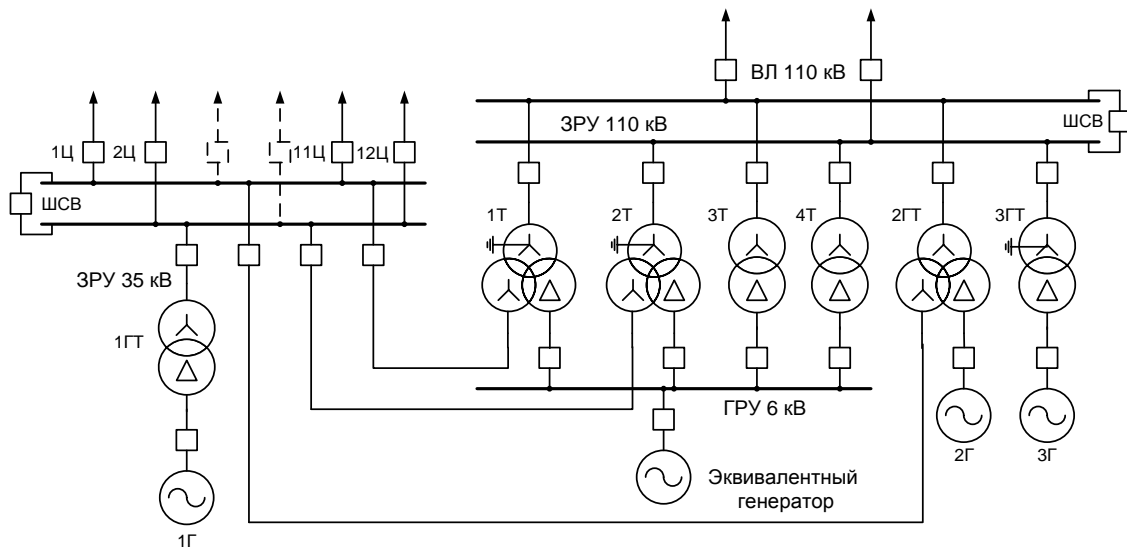 ВЛ 110 кВ
ЗРУ 110 кВ
ШСВ
1Ц
2Ц
11Ц
12Ц
ШСВ
1Т
2Т
3Т
4Т
2ГТ
3ГТ
ЗРУ 35 кВ
1ГТ
ГРУ 6 кВ
2Г
3Г
Эквивалентный
генератор
1Г